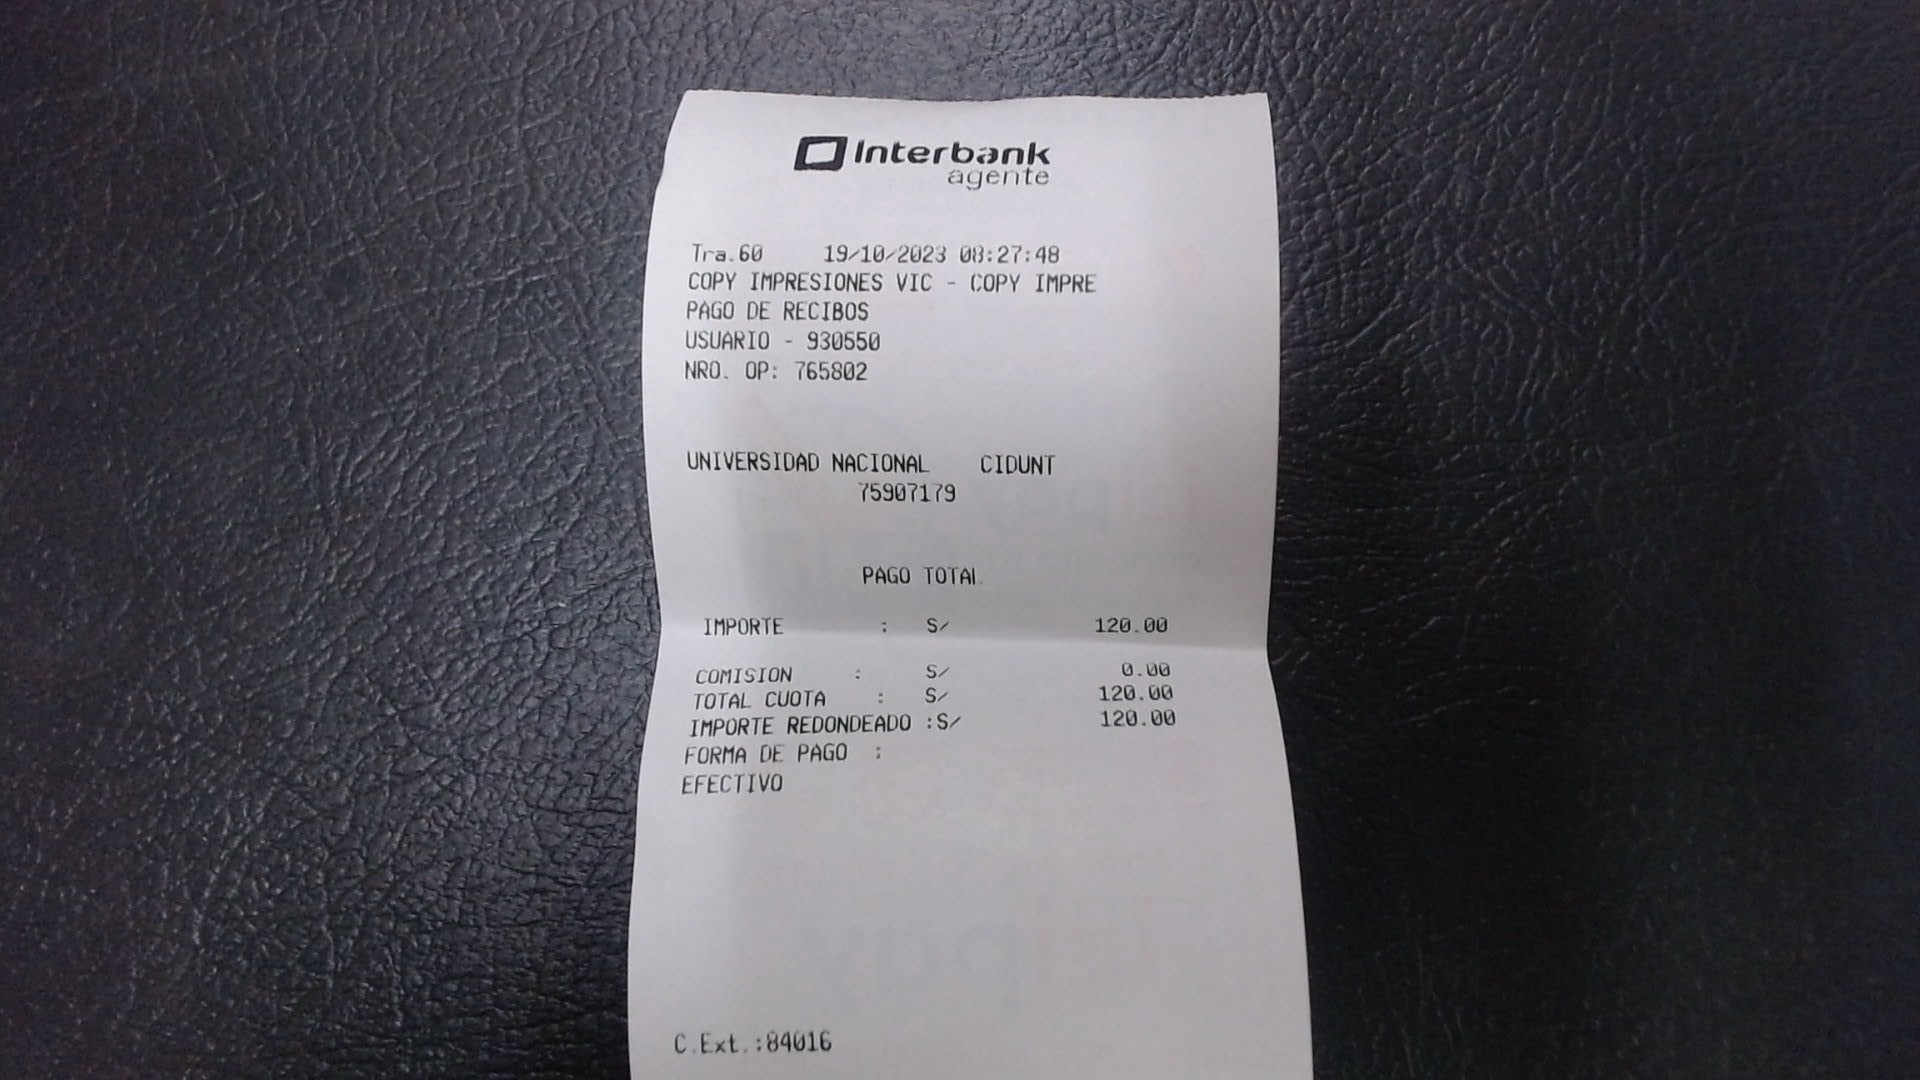 Interbank
agente
Tra.60 19/10/2023 08:27:48
COPY IMPRESIONES VIC - COPY IMPRE
PAGO DE RECIBOS
USUARIO - 930550
NRO. OP: 765802
UNIVERSIDAD NACIONAL CIDUNT
75907179
PAGO TOTAL
IMPORTE : S/ 120.00
COMISION : S/ 0.00
TOTAL CUOTA : S/ 120.00
IMPORTE REDONDEADO :S/ 120.00
FORMA DE PAGO :
EFECTIVO
C.Ext.:84016